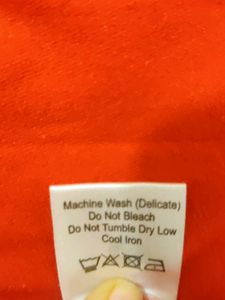 Machine Wash (Delicate)
Do Not Bleach
Do Not Tumble Dry Low
Cool Iron